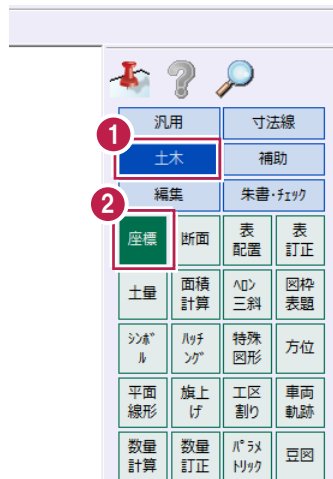 汎用 寸法線
1
土木 補助
編集 朱書・ﾁｪｯｸ
2
座標 断面 表配置 表訂正
土量 面積計算 ﾍﾛﾝ三斜 図枠表題
ｼﾝﾎﾞﾙ ﾊｯﾁﾝｸﾞ 特殊図形 方位
平面線形 旗上げ 工区割り 車両軌跡
数量計算 数量訂正 ﾊﾟﾗﾒﾄﾘｯｸ 豆図